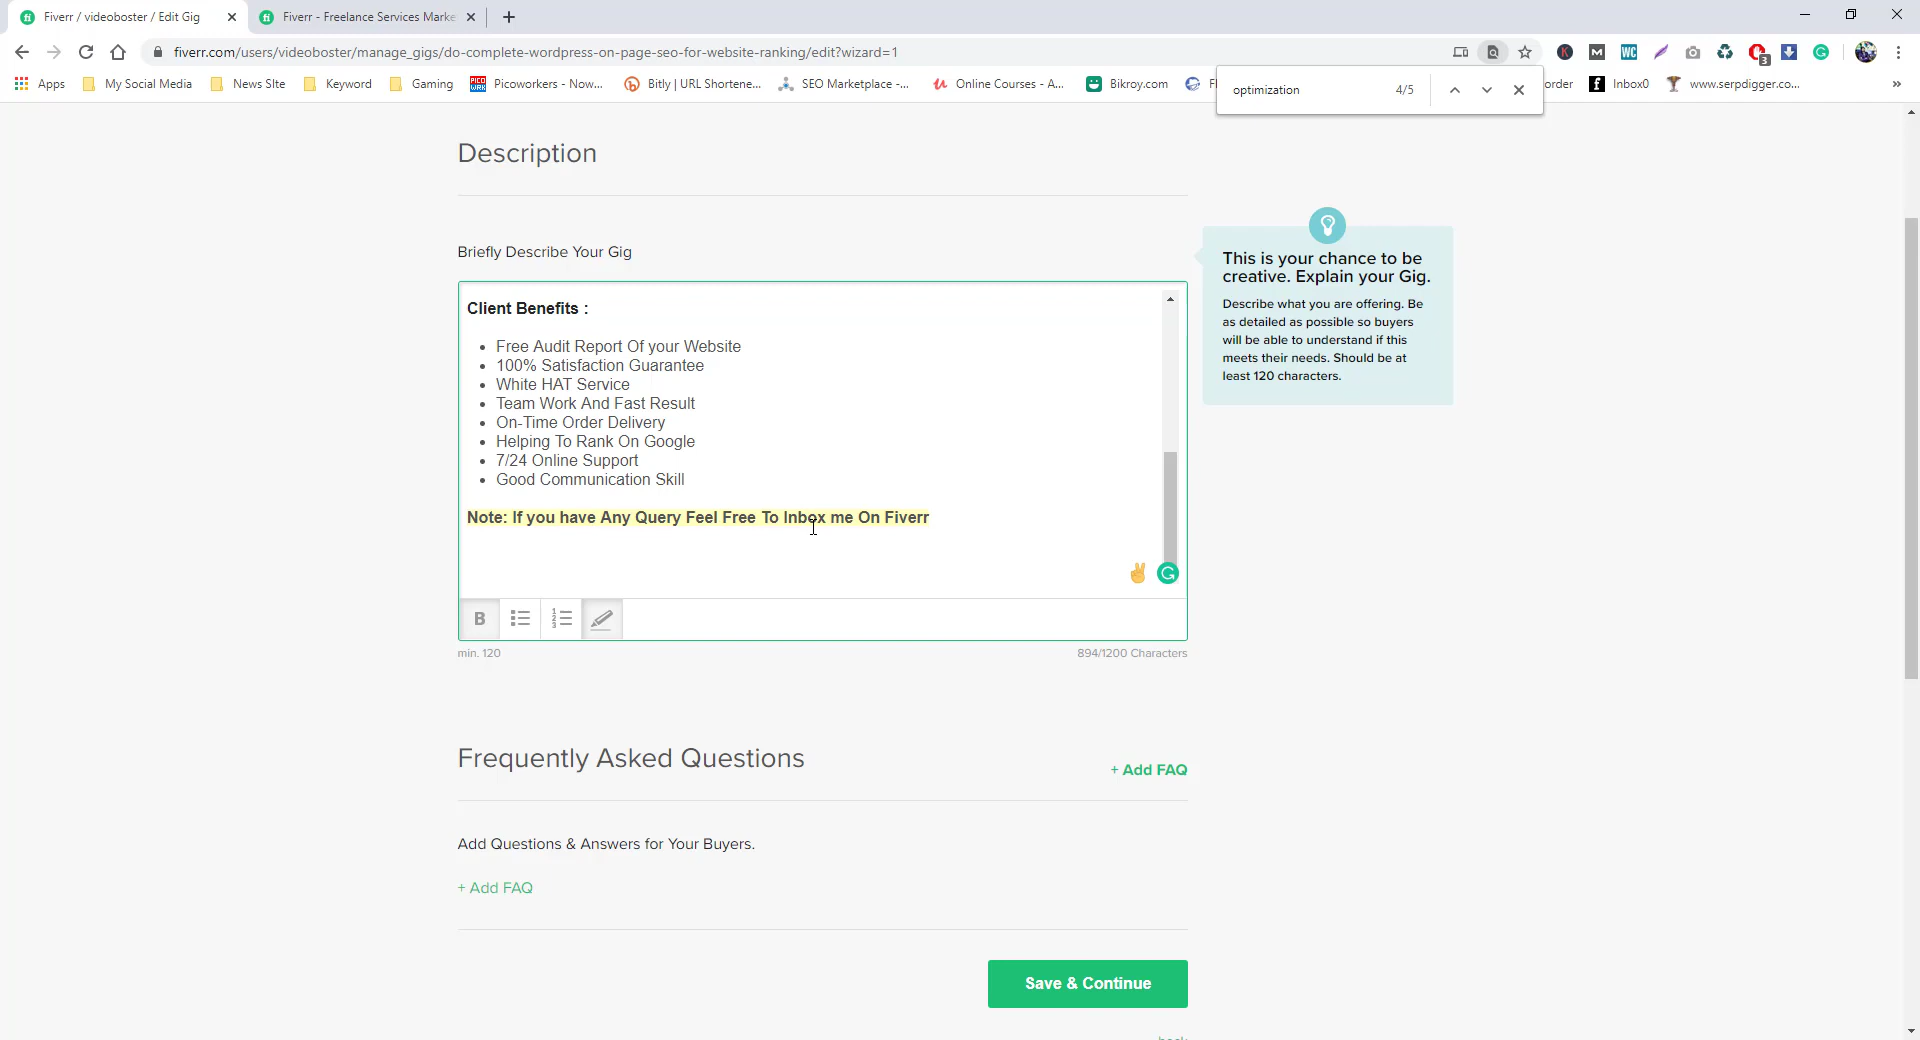 Fiverr / videoboster / Edit Gig
Fiverr - Freelance Services Marke
fiverr.com/users/videoboster/manage_gigs/do-complete-wordpress-on-page-seo-for-website-ranking/edit?wizard=1
Apps
My Social Media
News SIte
Keyword
Gaming
Picoworkers - Now...
Bitly | URL Shortene...
SEO Marketplace -...
Online Courses - A...
Bikroy.com
order
Inbox0
www.serpdigger.co...
optimization
4/5
Description
Briefly Describe Your Gig
This is your chance to be
creative. Explain your Gig.
Describe what you are offering. Be
as detailed as possible so buyers
will be able to understand if this
meets their needs. Should be at
least 120 characters.
Client Benefits :
• Free Audit Report Of your Website
• 100% Satisfaction Guarantee
• White HAT Service
• Team Work And Fast Result
• On-Time Order Delivery
• Helping To Rank On Google
• 7/24 Online Support
• Good Communication Skill
Note: If you have Any Query Feel Free To Inbox me On Fiverr
B
min. 120
894/1200 Characters
Frequently Asked Questions
+ Add FAQ
Add Questions & Answers for Your Buyers.
+ Add FAQ
Save & Continue